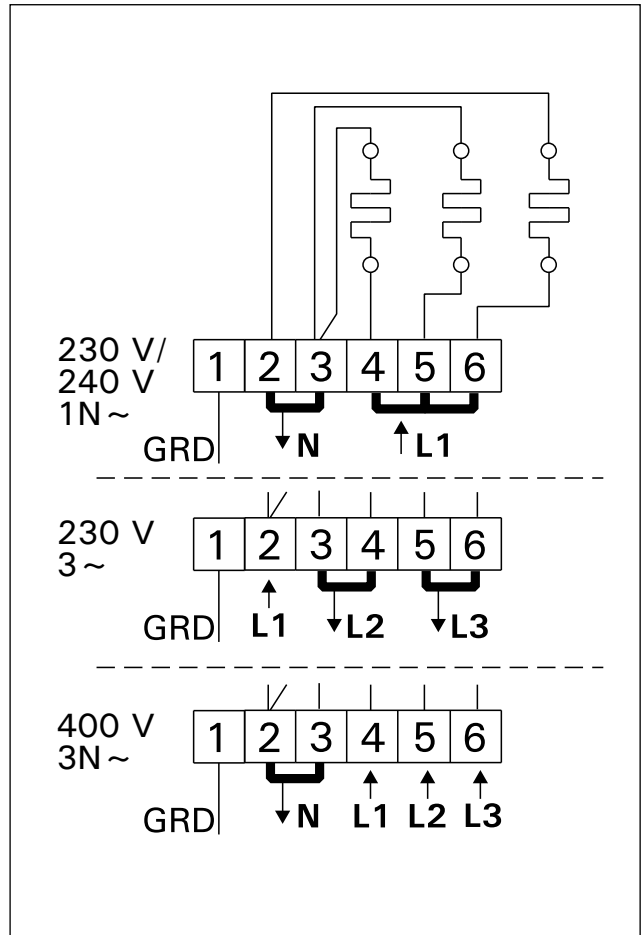 230 V/
240 V
1N ~
1 2 3 4 5 6
GRD
N
L1
230 V
3 ~
1 2 3 4 5 6
GRD
L1
L2
L3
400 V
3N ~
1 2 3 4 5 6
GRD
N
L1
L2
L3